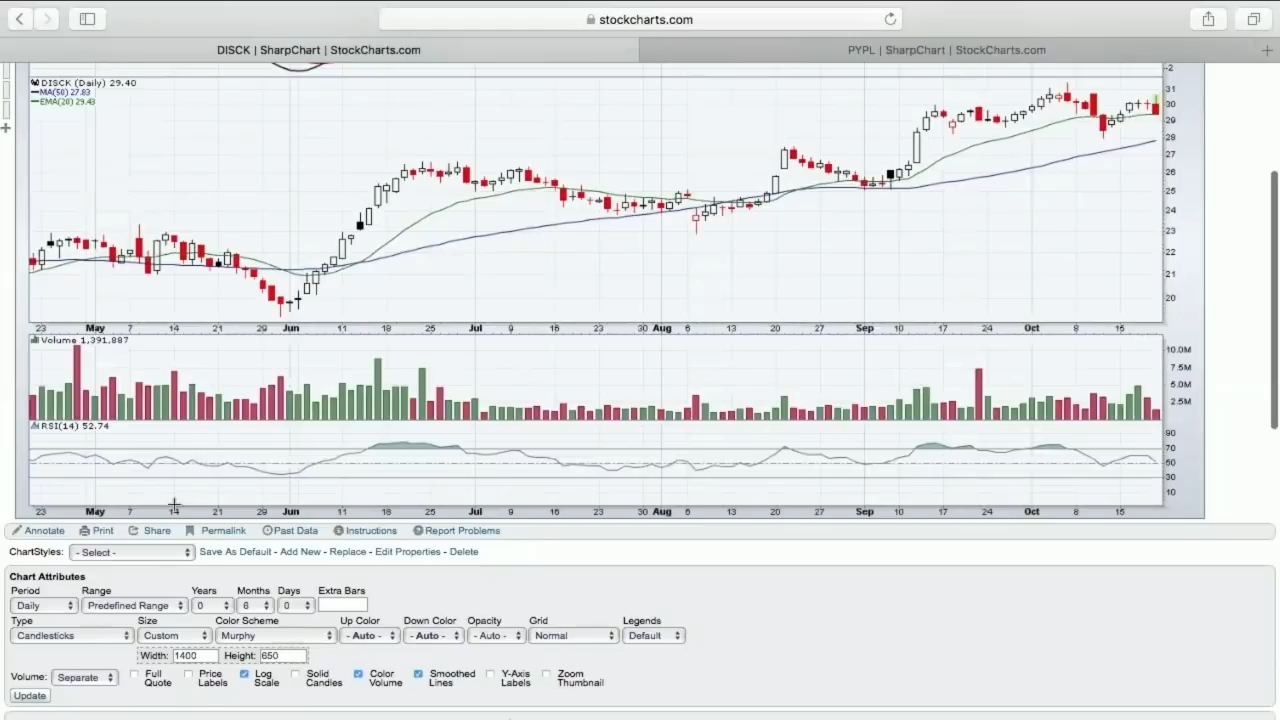 stockcharts.com
DISCK | SharpChart | StockCharts.com
PYPL | SharpChart | StockCharts.com
-2
DISCK (Daily) 29.40
MA(50) 27.83
EMA(20) 29.43
31
30
29
28
27
26
25
24
23
22
21
20
23 May 7 14 21 29 Jun 11 18 25 Jul 9 16 23 30 Aug 6 13 20 27 Sep 10 17 24 Oct 8 15
Volume 1,391,887
10.0M
7.5M
5.0M
2.5M
RSI(14) 52.74
90
70
50
30
10
23 May 7 14 21 29 Jun 11 18 25 Jul 9 16 23 30 Aug 6 13 20 27 Sep 10 17 24 Oct 8 15
Annotate Print Share Permalink Past Data Instructions Report Problems
ChartStyles: - Select - Save As Default - Add New - Replace - Edit Properties - Delete
Chart Attributes
Period Range Years Months Days Extra Bars
Daily Predefined Range 0 6 0
Type Size Color Scheme Up Color Down Color Opacity Grid Legends
Candlesticks Custom Murphy - Auto - - Auto - - Auto - Normal Default
Width: 1400 Height: 650
Volume: Separate Full Quote Price Labels Log Scale Solid Candles Color Volume Smoothed Lines Y-Axis Labels Zoom Thumbnail
Update